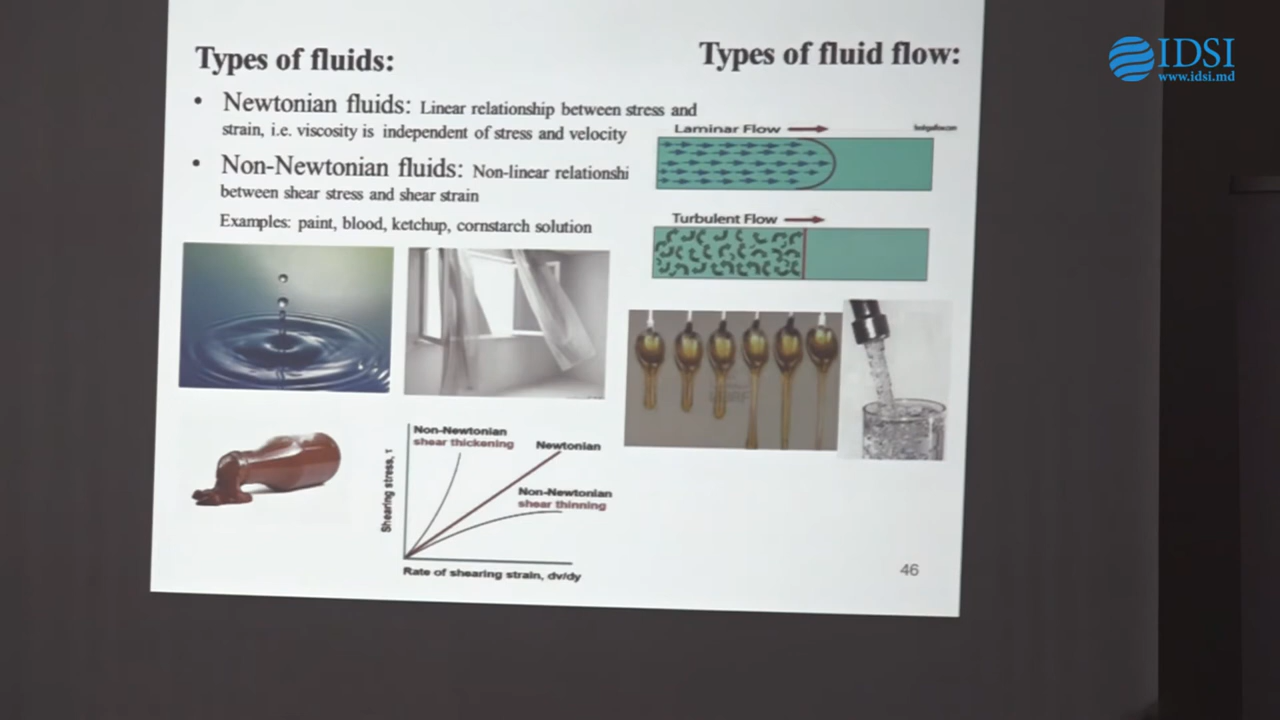 Types of fluids:
• Newtonian fluids: Linear relationship between stress and
strain, i.e. viscosity is independent of stress and velocity
• Non-Newtonian fluids: Non-linear relationshi
between shear stress and shear strain
Examples: paint, blood, ketchup, cornstarch solution
Non-Newtonian
shear thickening
Newtonian
Non-Newtonian
shear thinning
Shearing stress, τ
Rate of shearing strain, dv/dy
Types of fluid flow:
Laminar Flow
Turbulent Flow
46
IDSI
www.idsi.md